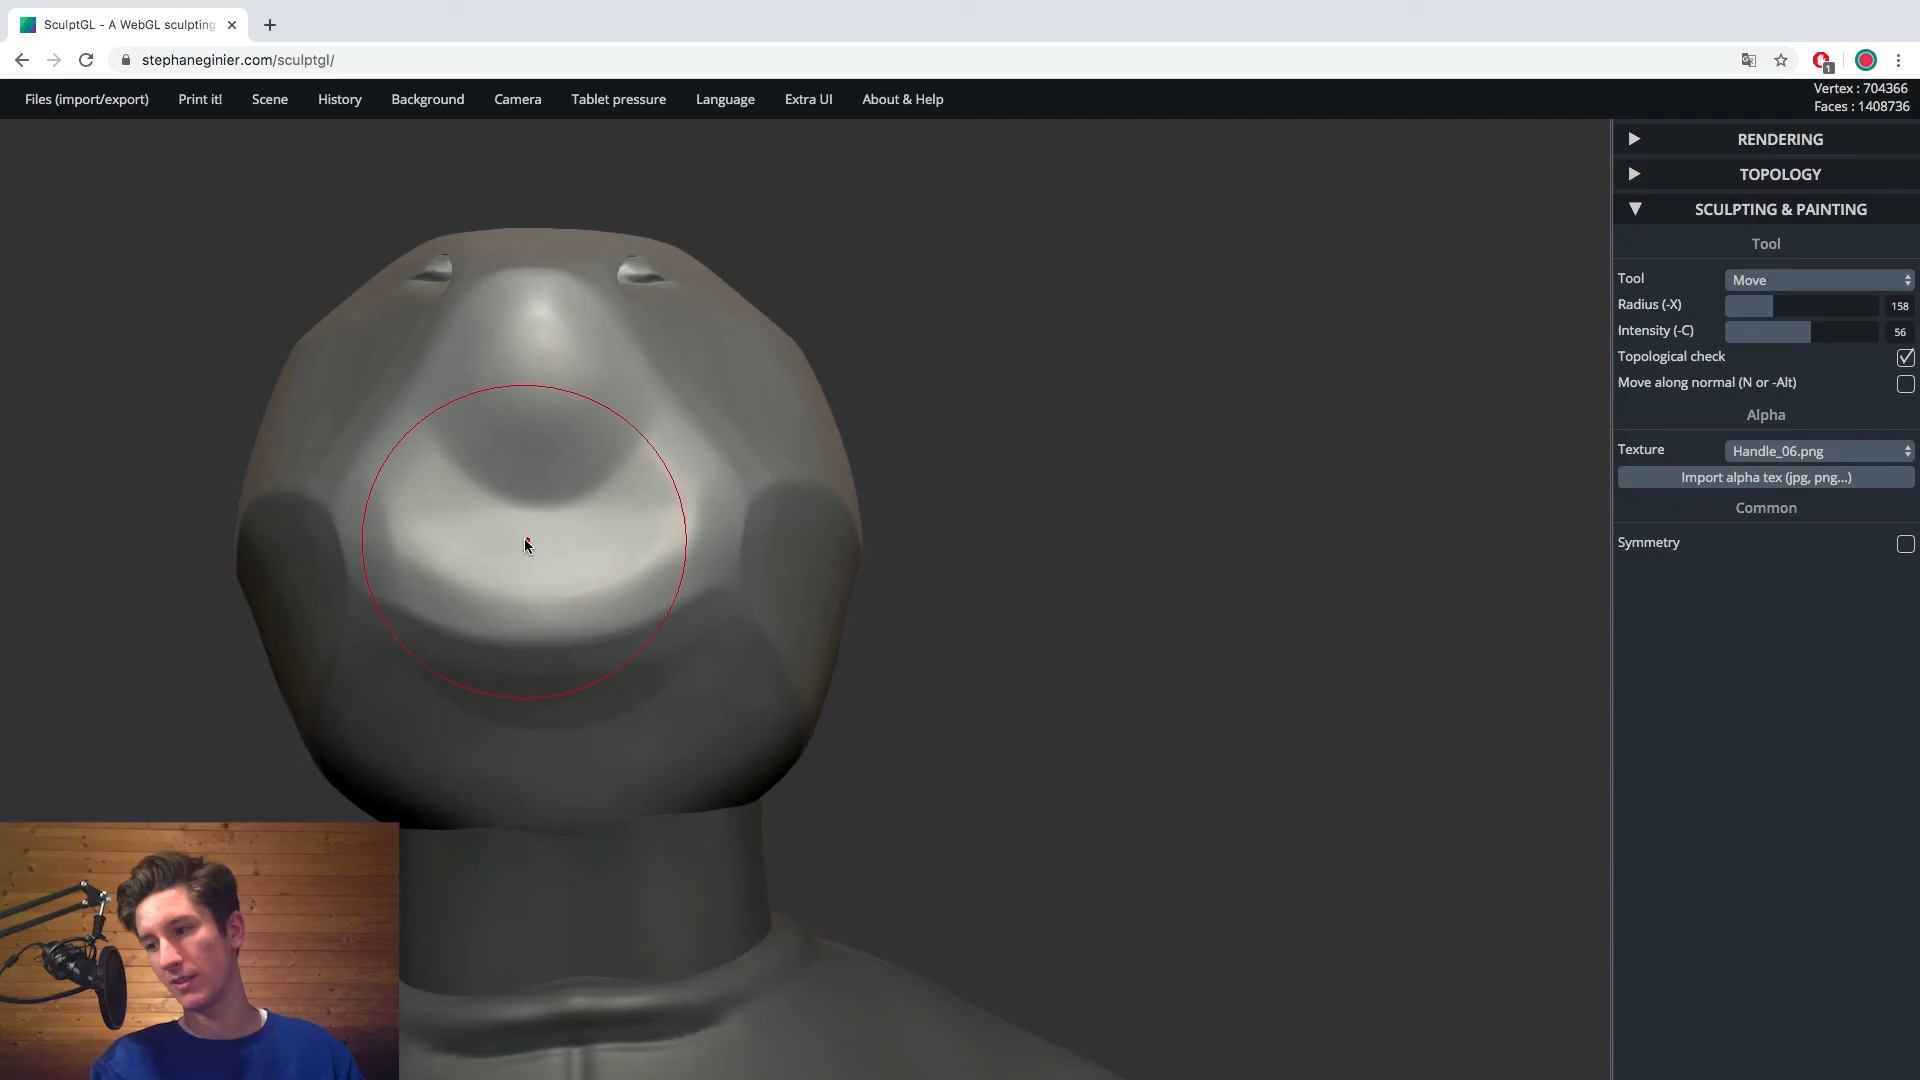 SculptGL - A WebGL sculpting
stephaneginier.com/sculptgl/
1
Files (import/export) Print it! Scene History Background Camera Tablet pressure Language Extra UI About & Help
Vertex : 704366
Faces : 1408736
RENDERING
TOPOLOGY
SCULPTING & PAINTING
Tool
Tool Move
Radius (-X) 158
Intensity (-C) 56
Topological check
Move along normal (N or -Alt)
Alpha
Texture Handle_06.png
Import alpha tex (jpg, png...)
Common
Symmetry